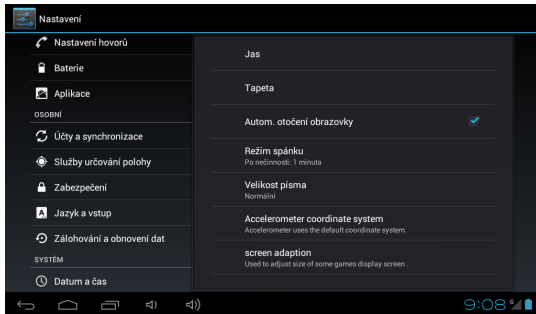 Nastavení
Nastavení hovorů
Baterie
Aplikace
OSOBNÍ
Účty a synchronizace
Služby určování polohy
Zabezpečení
Jazyk a vstup
Zálohování a obnovení dat
SYSTÉM
Datum a čas
Jas
Tapeta
Autom. otočení obrazovky
Režim spánku
Po nečinnosti: 1 minuta
Velikost písma
Normální
Accelerometer coordinate system
Accelerometer uses the default coordinate system.
screen adaption
Used to adjust size of some games display screen .
9:08